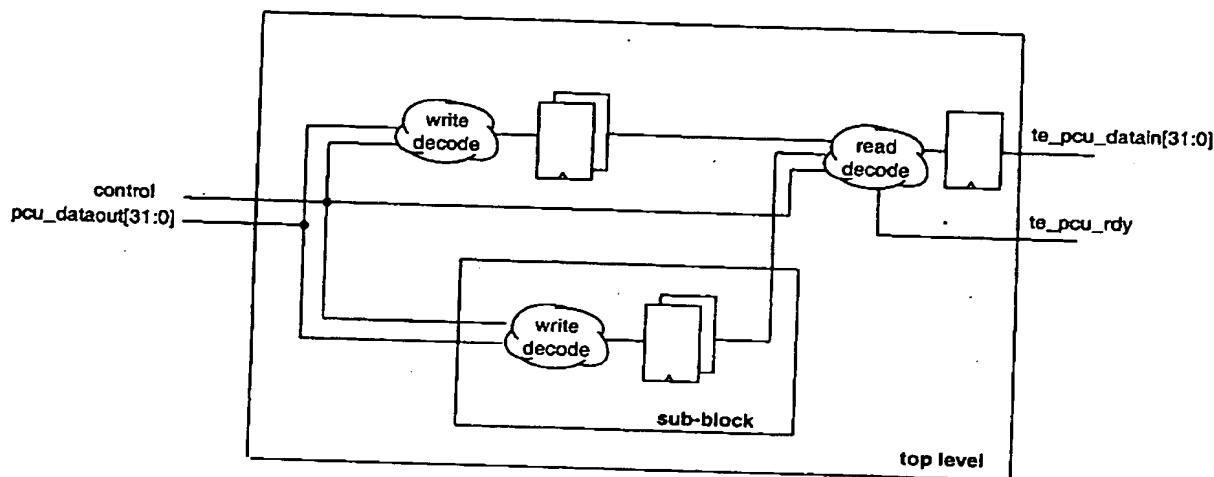 write
decode
read
decode
te_pcu_datain[31:0]
control
pcu_dataout[31:0]
te_pcu_rdy
write
decode
sub-block
top level